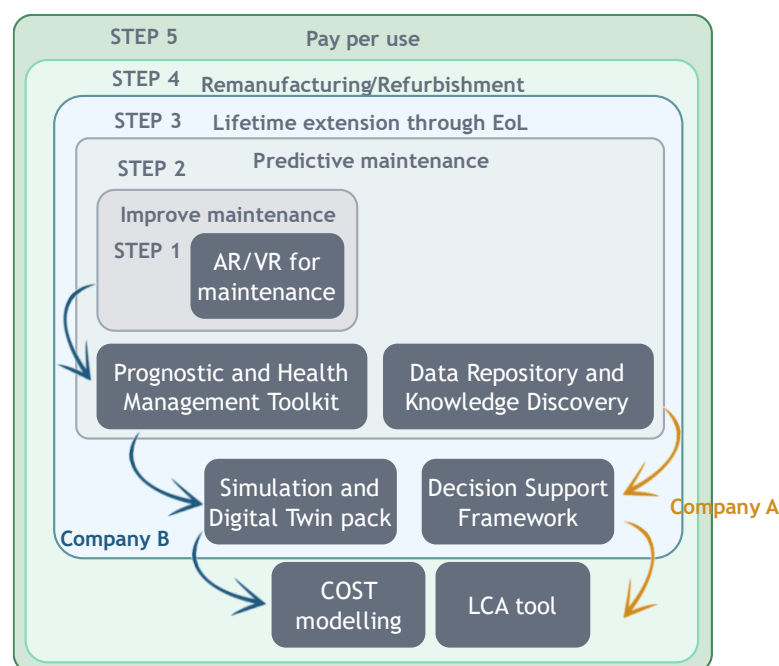 STEP 5
Pay per use
STEP 4
Remanufacturing/Refurbishment
STEP 3
Lifetime extension through EoL
STEP 2
Predictive maintenance
Improve maintenance
STEP 1
AR/VR for
maintenance
Prognostic and Health
Management Toolkit
Data Repository and
Knowledge Discovery
Simulation and
Digital Twin pack
Decision Support
Framework
Company A
Company B
COST
modelling
LCA tool